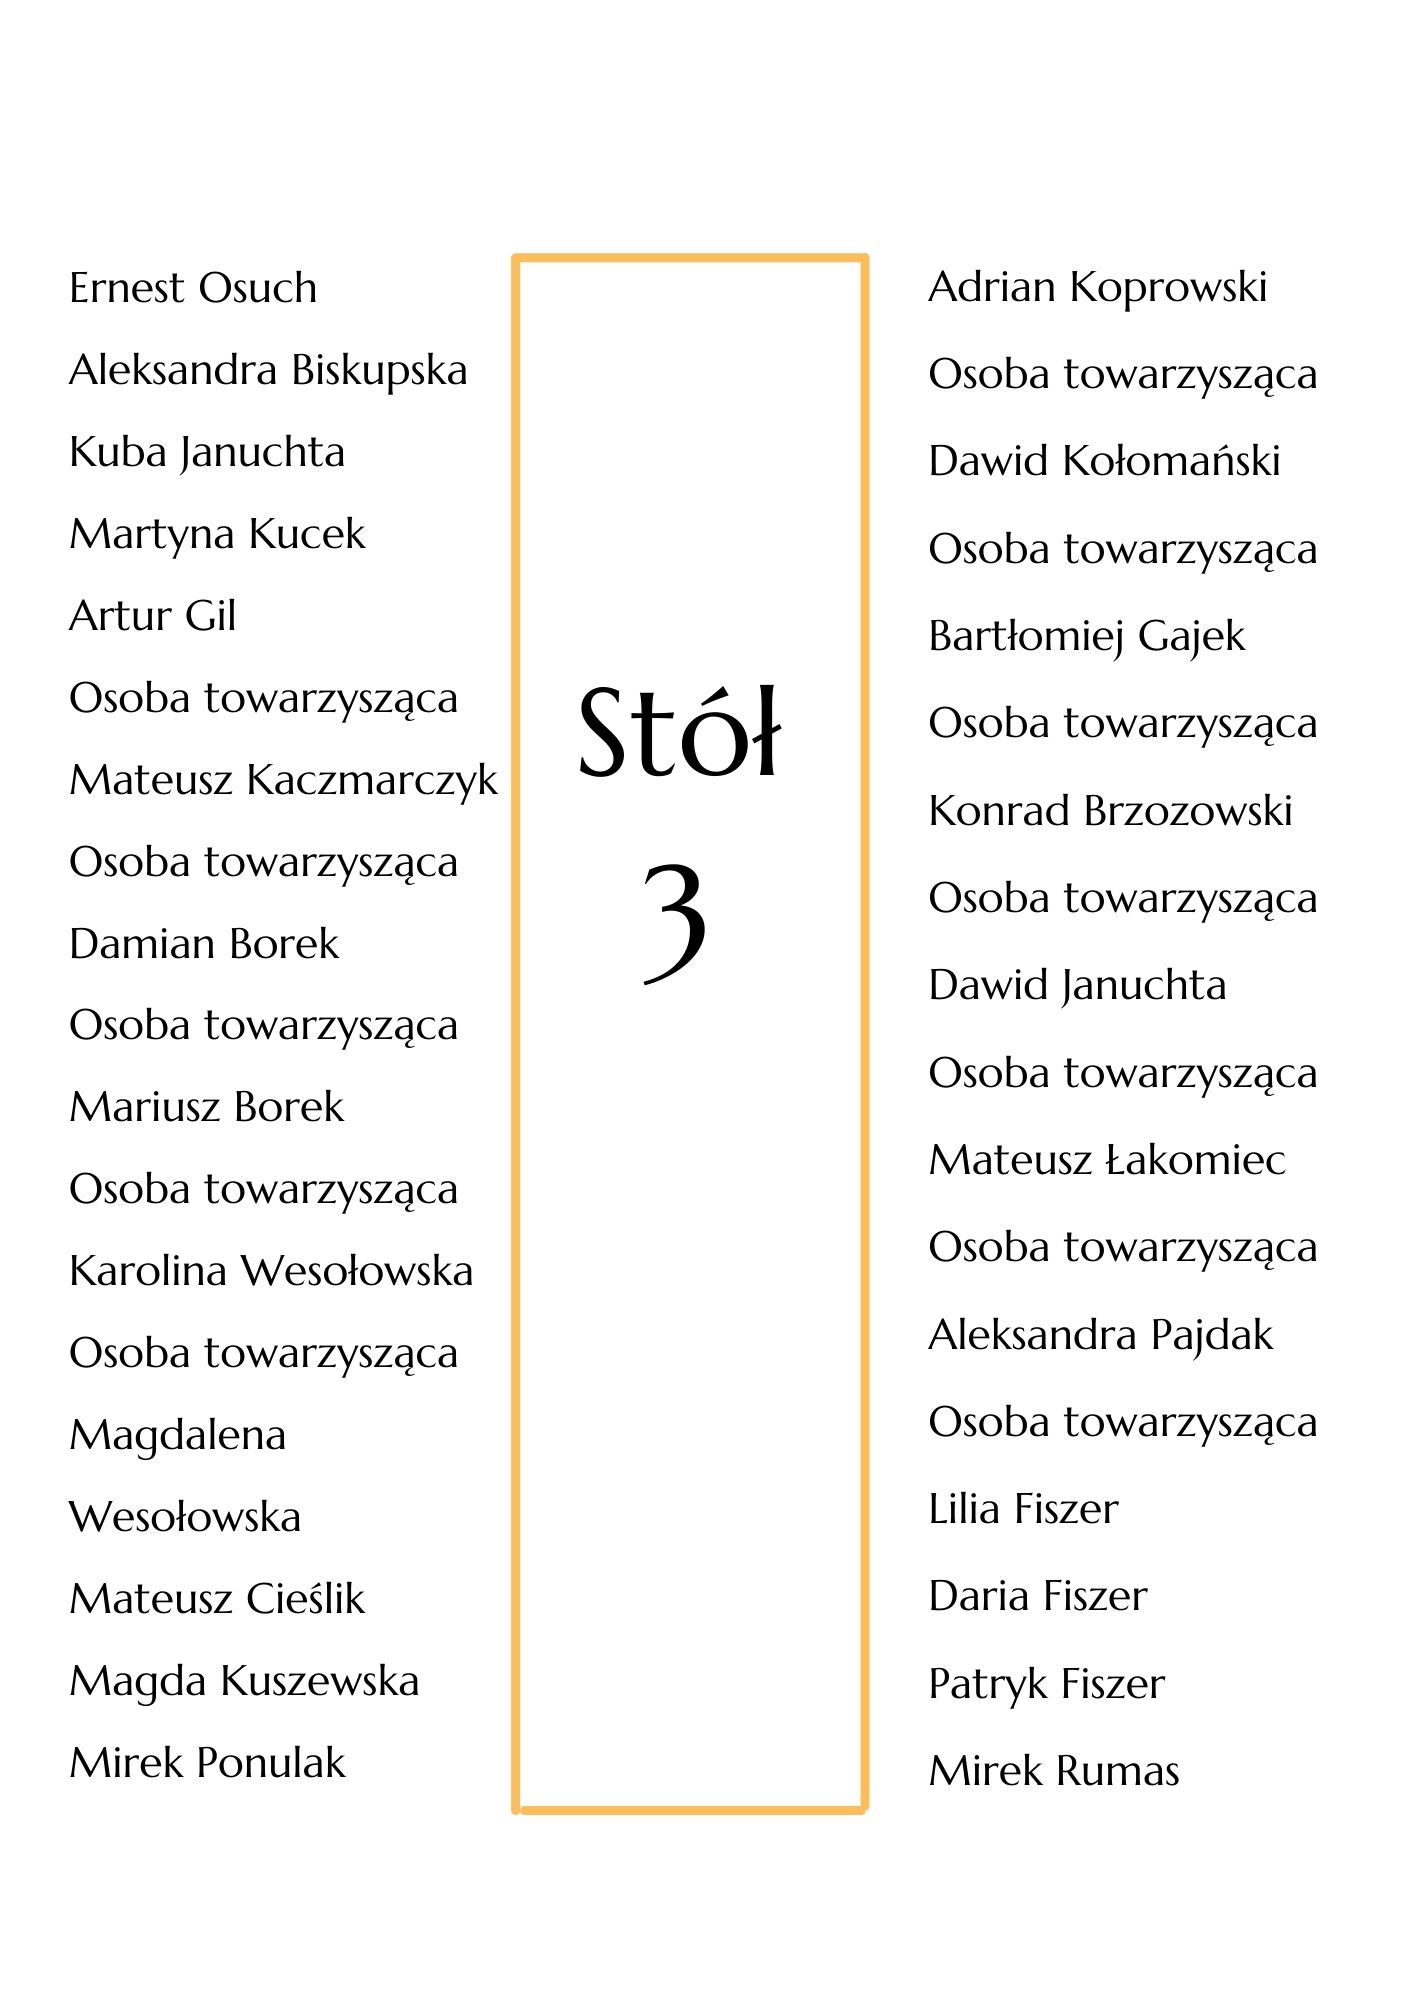 Ernest Osuch
Aleksandra Biskupska
Kuba Januchta
Martyna Kucek
Artur Gil
Osoba towarzysząca
Mateusz Kaczmarczyk
Osoba towarzysząca
Damian Borek
Osoba towarzysząca
Mariusz Borek
Osoba towarzysząca
Karolina Wesołowska
Osoba towarzysząca
Magdalena
Wesołowska
Mateusz Cieślik
Magda Kuszewska
Mirek Ponulak
Stół
3
Adrian Koprowski
Osoba towarzysząca
Dawid Kołomański
Osoba towarzysząca
Bartłomiej Gajek
Osoba towarzysząca
Konrad Brzozowski
Osoba towarzysząca
Dawid Januchta
Osoba towarzysząca
Mateusz Łakomiec
Osoba towarzysząca
Aleksandra Pajdak
Osoba towarzysząca
Lilia Fiszer
Daria Fiszer
Patryk Fiszer
Mirek Rumas